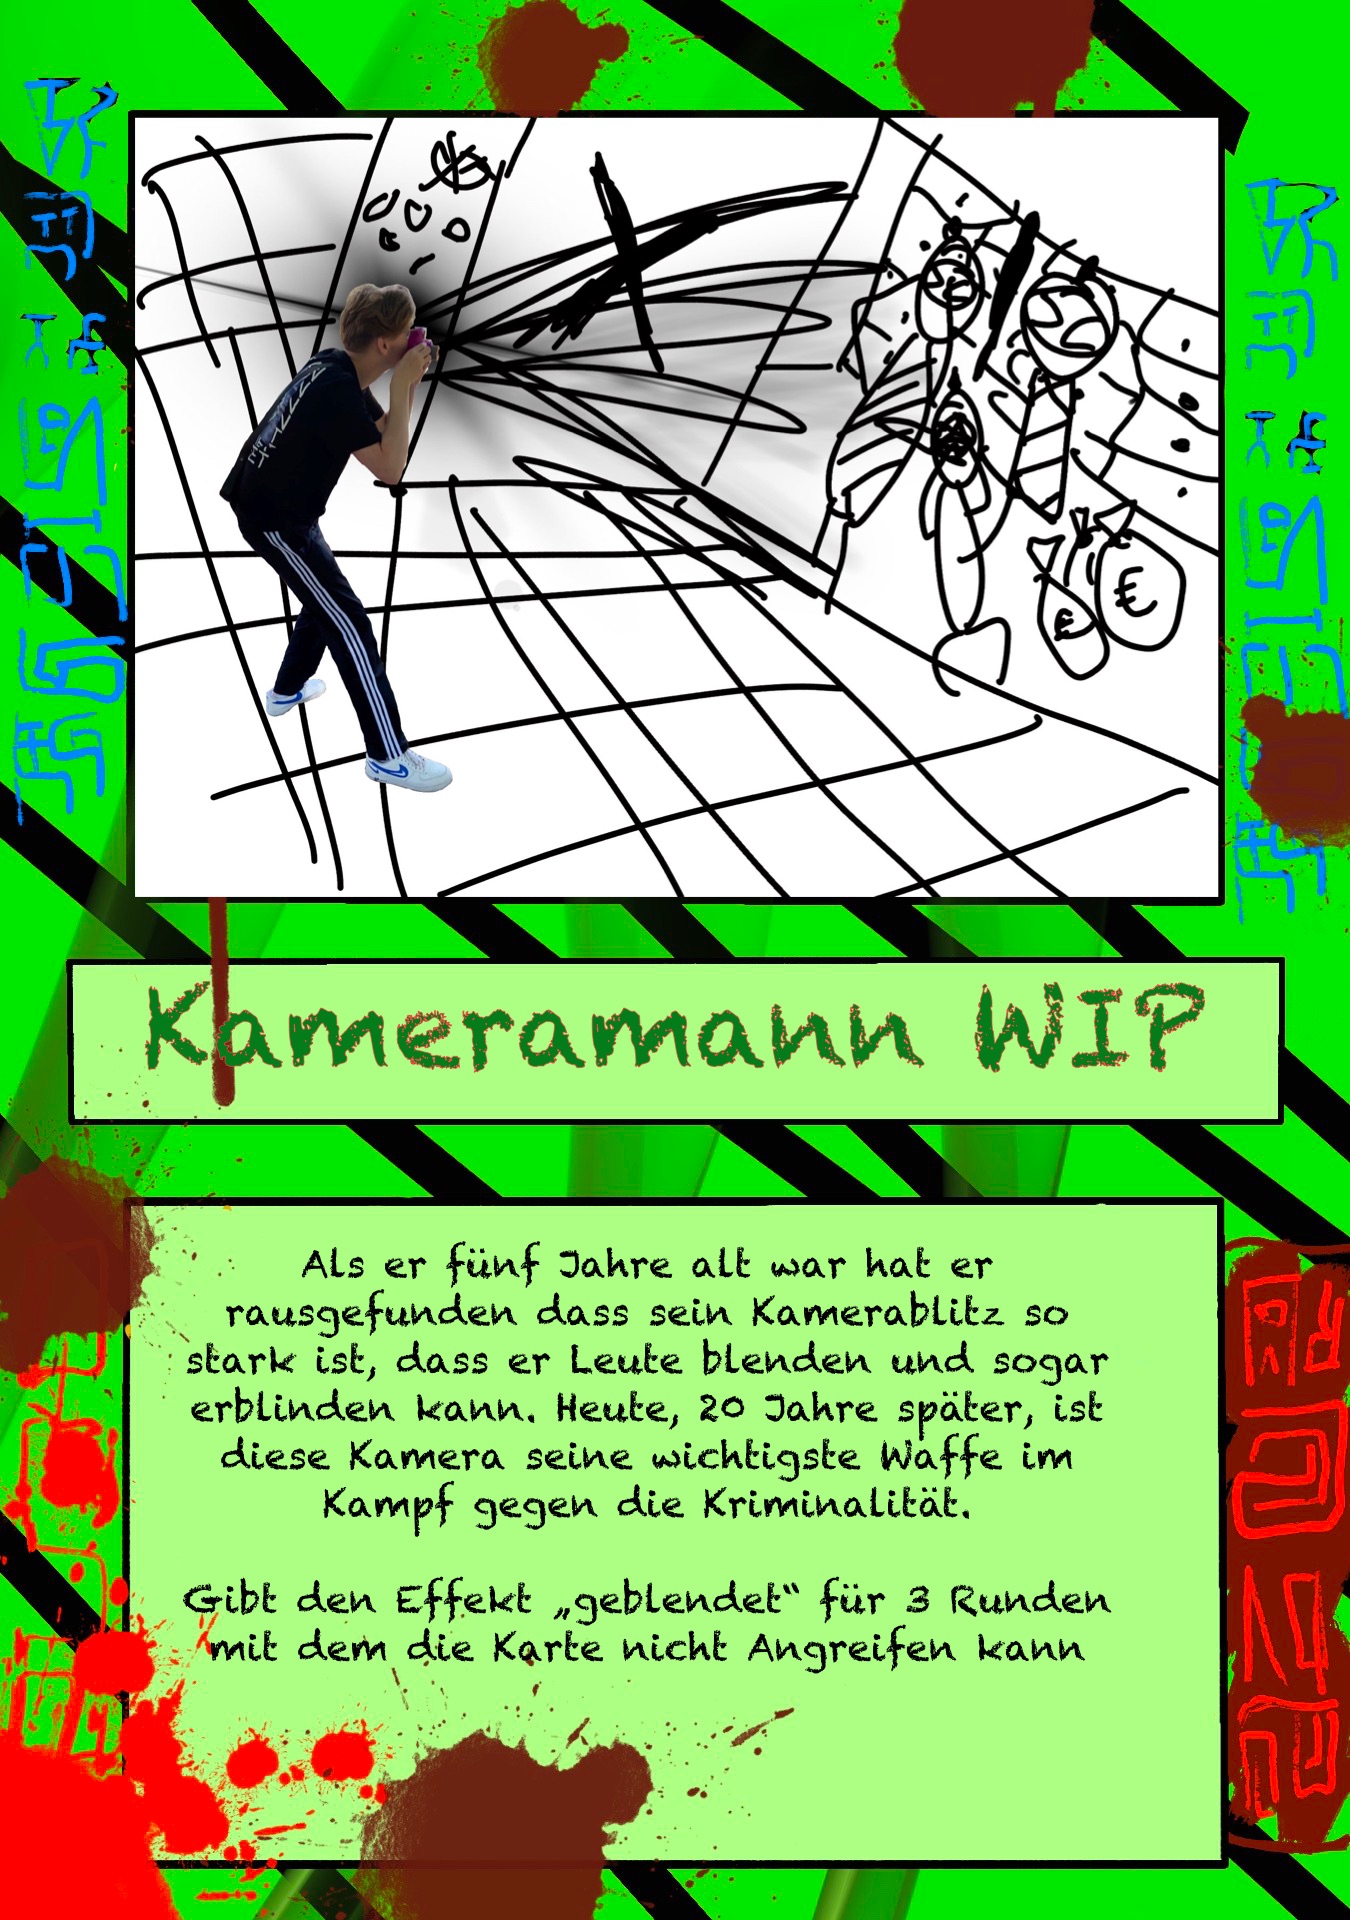 €
€
Kameramann WIP
Als er fünf Jahre alt war hat er
rausgefunden dass sein Kamerablitz so
stark ist, dass er Leute blenden und sogar
erblinden kann. Heute, 20 Jahre später, ist
diese Kamera seine wichtigste Waffe im
Kampf gegen die Kriminalität.
Gibt den Effekt „geblendet“ für 3 Runden
mit dem die Karte nicht Angreifen kann